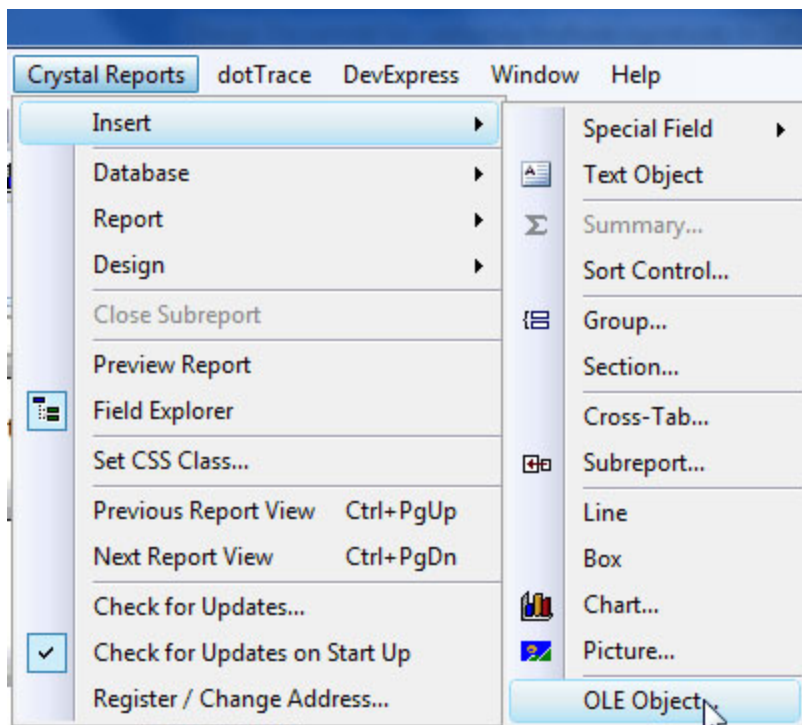 Crystal Reports dotTrace DevExpress Window Help
Insert
Database
Report
Design
Close Subreport
Preview Report
Field Explorer
Set CSS Class...
Previous Report View Ctrl+PgUp
Next Report View Ctrl+PgDn
Check for Updates...
Check for Updates on Start Up
Register / Change Address...
Special Field
Text Object
Summary...
Sort Control...
Group...
Section...
Cross-Tab...
Subreport...
Line
Box
Chart...
Picture...
OLE Object...